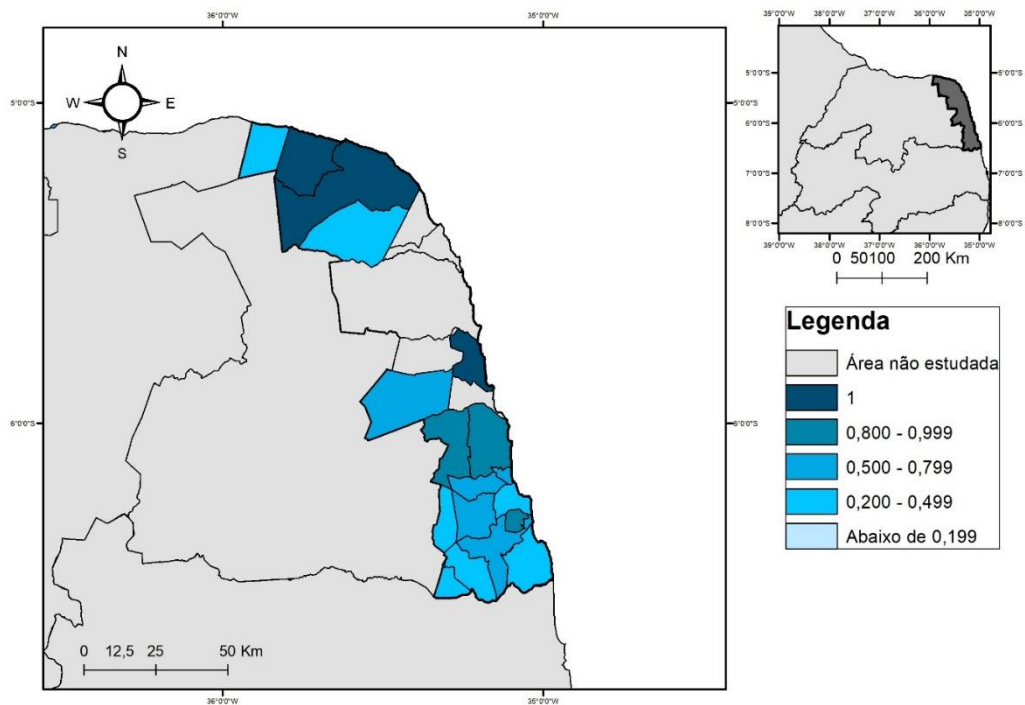 36°0'0"W 35°0'0"W
39°0'0"W 38°0'0"W 37°0'0"W 36°0'0"W 35°0'0"W
N
W E
S
5°0'0"S 5°0'0"S
6°0'0"S 6°0'0"S
5°0'0"S 5°0'0"S
6°0'0"S 6°0'0"S
7°0'0"S 7°0'0"S
8°0'0"S 8°0'0"S
39°0'0"W 38°0'0"W 37°0'0"W 36°0'0"W 35°0'0"W
0 50100 200 Km
Legenda
Área não estudada
1
0,800 - 0,999
0,500 - 0,799
0,200 - 0,499
Abaixo de 0,199
0 12,5 25 50 Km
36°0'0"W 35°0'0"W